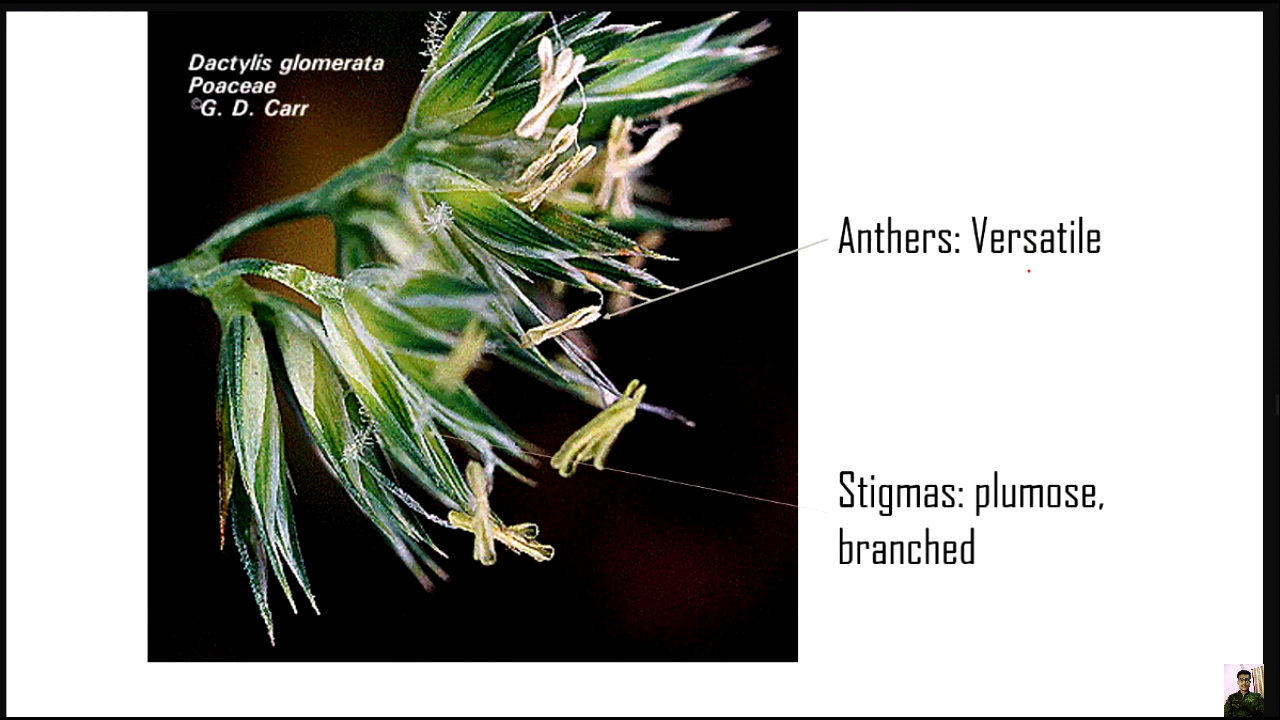 Dactylis glomerata
Poaceae
©G. D. Carr
Anthers: Versatile
Stigmas: plumose,
branched